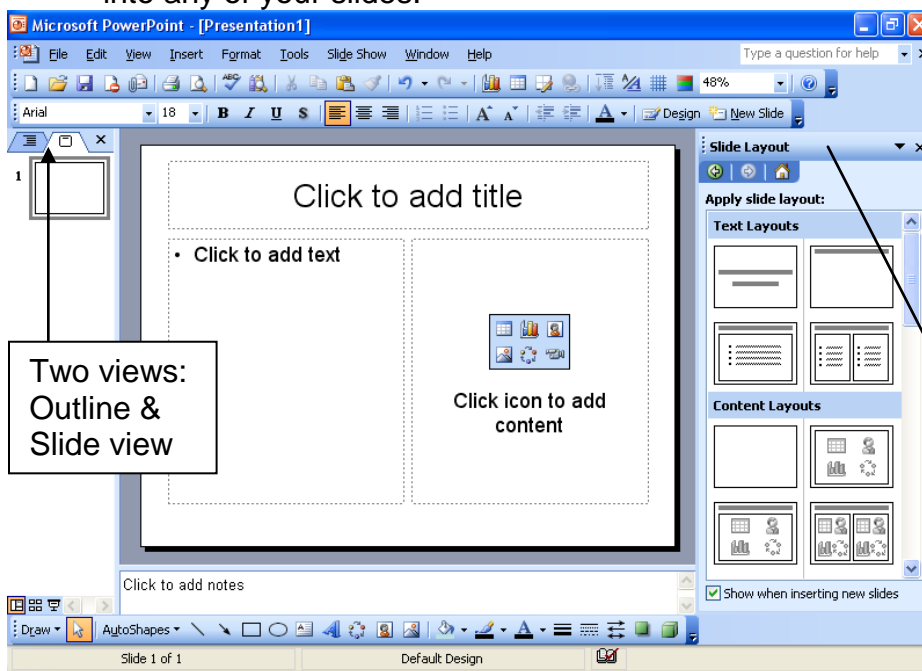 into any of your slides.
Microsoft PowerPoint - [Presentation1]
File Edit View Insert Format Tools Slide Show Window Help
Type a question for help
48%
Arial 18 B I U S A A A Design New Slide
1
Click to add title
• Click to add text
Click icon to add
content
Two views:
Outline &
Slide view
Slide Layout
Apply slide layout:
Text Layouts
Content Layouts
Show when inserting new slides
Click to add notes
Draw AutoShapes A
Slide 1 of 1
Default Design